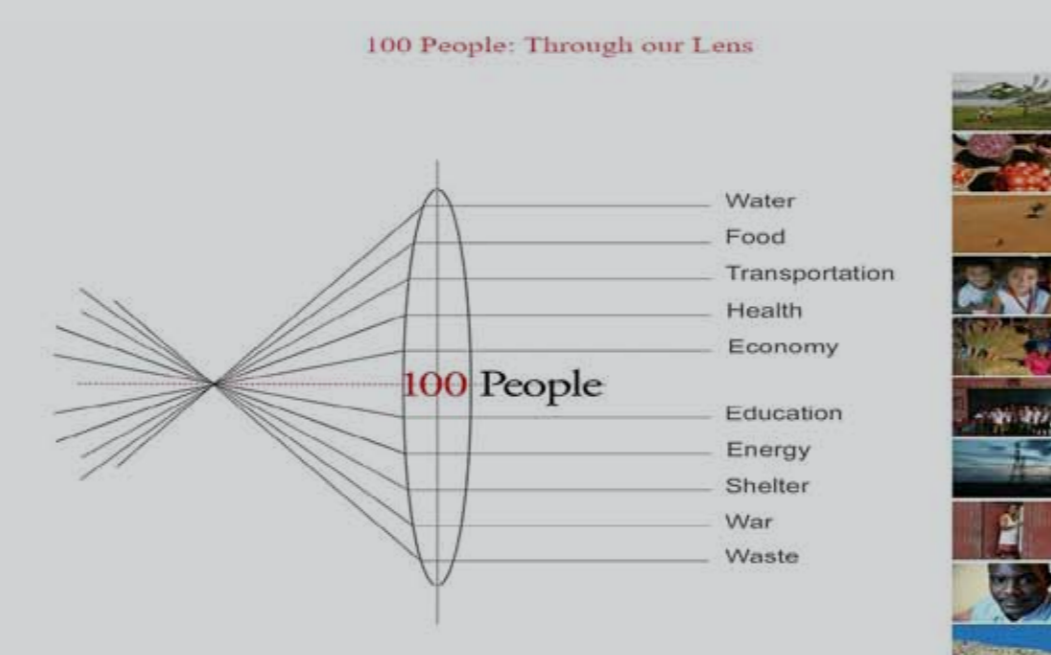 100 People: Through our Lens
Water
Food
Transportation
Health
Economy
100 People
Education
Energy
Shelter
War
Waste